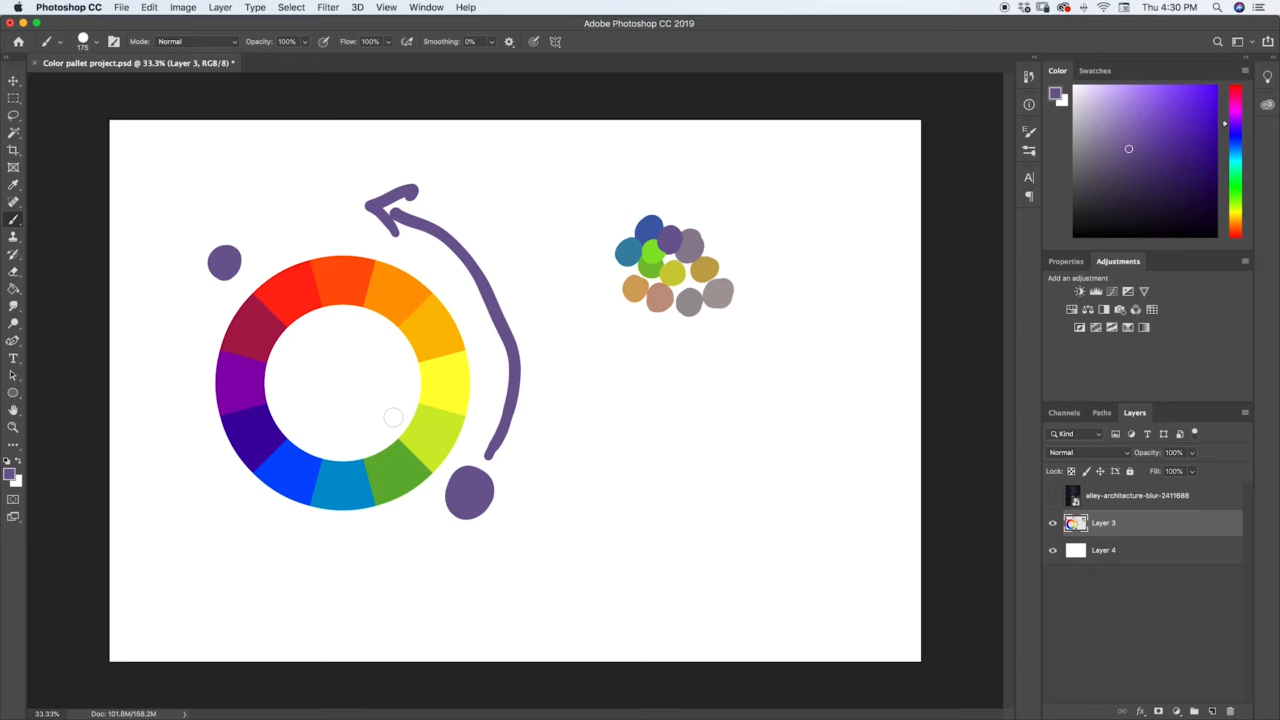 Photoshop CC File Edit Image Layer Type Select Filter 3D View Window Help Thu 4:30 PM
Adobe Photoshop CC 2019
175 Mode: Normal Opacity: 100% Flow: 100% Smoothing: 0%
× Color pallet project.psd @ 33.3% (Layer 3, RGB/8) *
Color Swatches
Properties Adjustments
Add an adjustment
Channels Paths Layers
Kind
Normal Opacity: 100%
Lock: Fill: 100%
alley-architecture-blur-2411688
Layer 3
Layer 4
33.33% Doc: 101.8M/168.2M